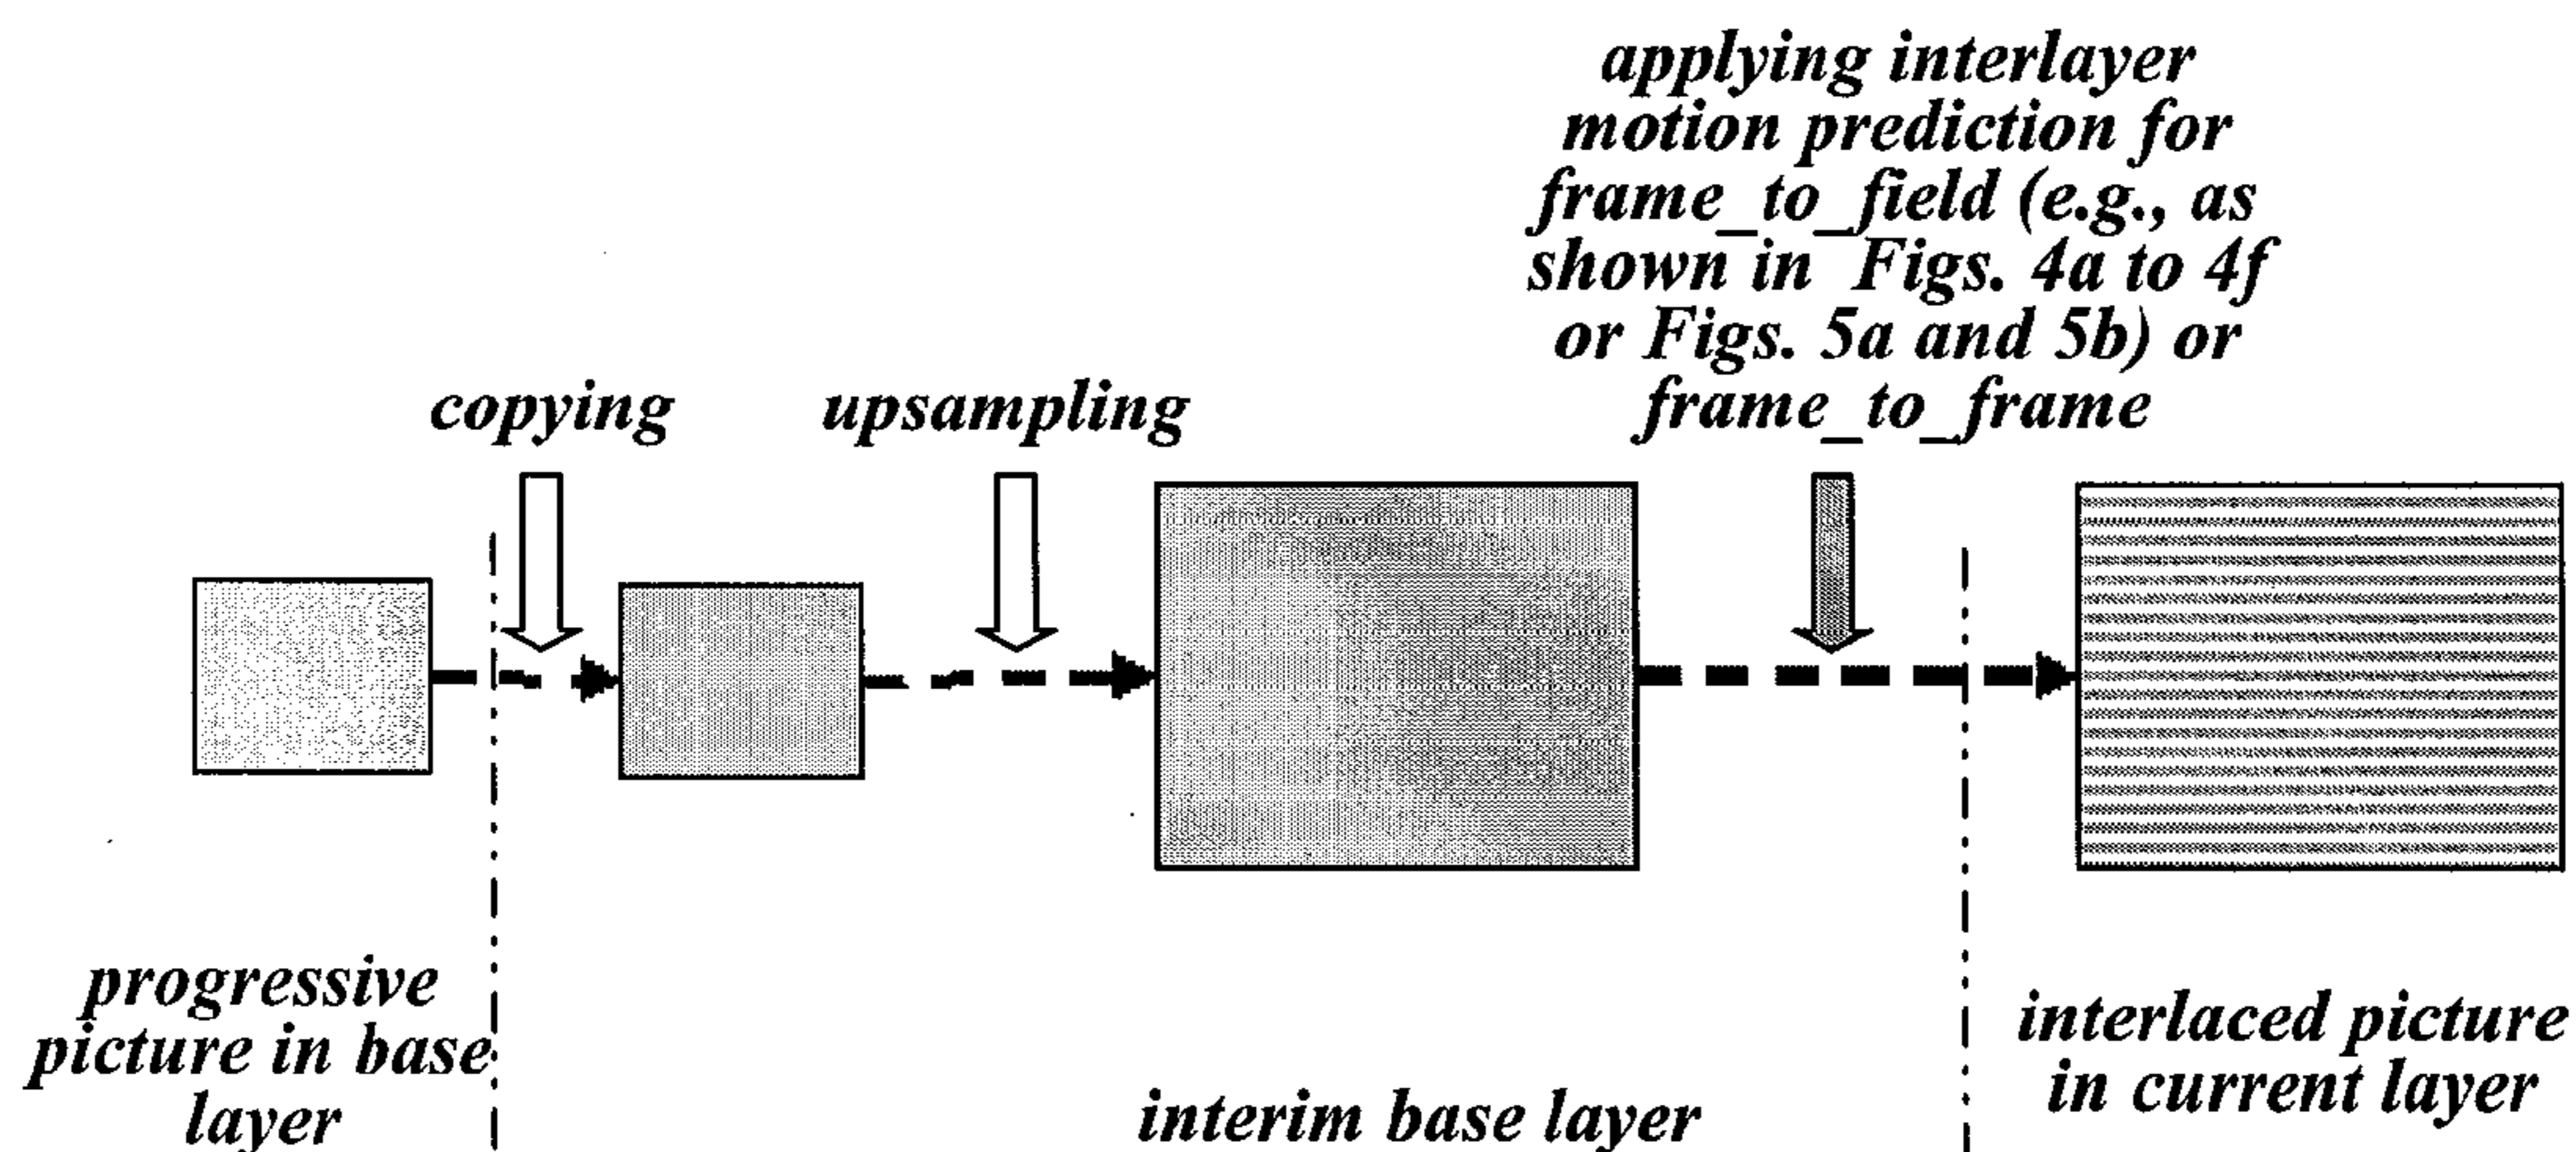 applying interlayer
motion prediction for
frame_to_field (e.g., as
shown in Figs. 4a to 4f
or Figs. 5a and 5b) or
frame_to_frame
copying
upsampling
progressive
picture in base
layer
interim base layer
interlaced picture
in current layer